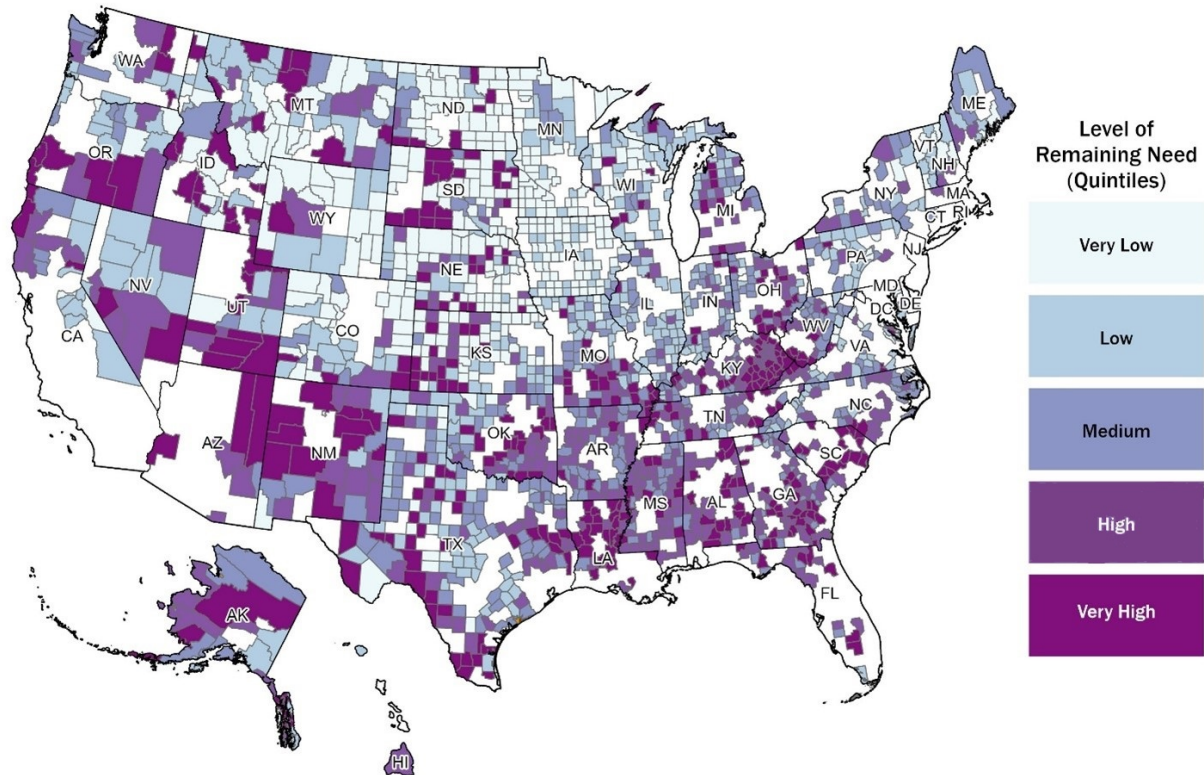 WA
MT
ND
MN
ME
OR
ID
SD
WI
VT
NH
NY
MA
CT
RI
WY
MI
NE
IA
PA
NJ
NV
UT
CO
IL
IN
OH
MD
DE
DC
WV
VA
CA
KS
MO
KY
AZ
NM
OK
AR
TN
NC
SC
MS
AL
GA
TX
LA
FL
AK
HI
Level of
Remaining Need
(Quintiles)
Very Low
Low
Medium
High
Very High